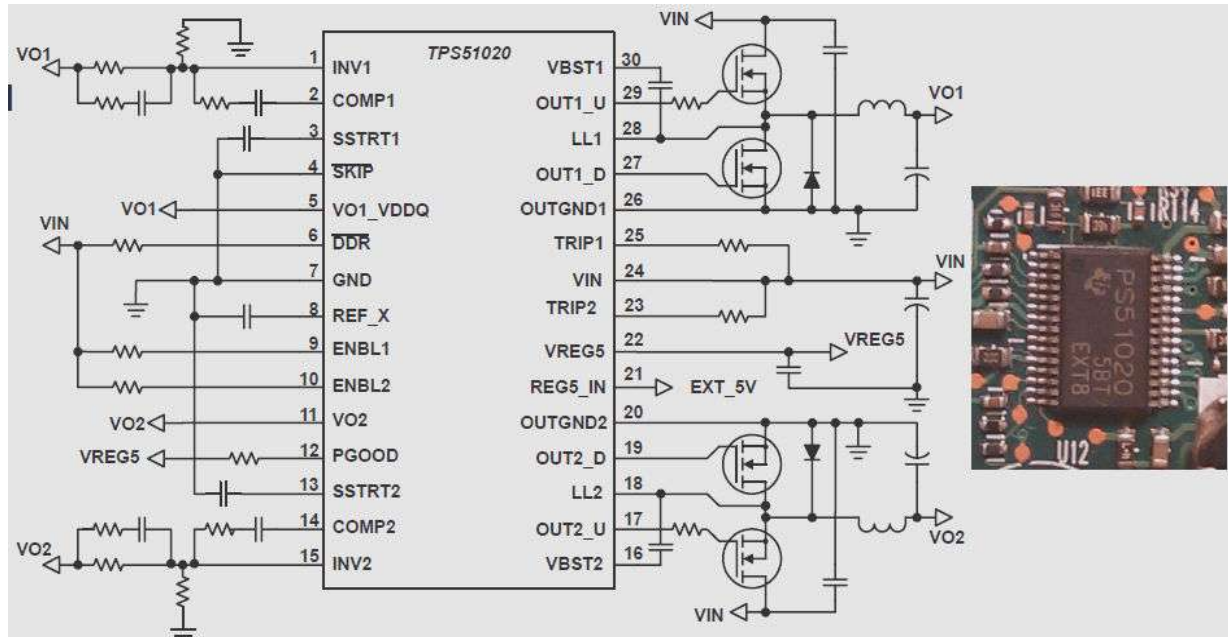 TPS51020
VIN
VO1
1 INV1
2 COMP1
3 SSTRT1
4 SKIP
VO1
5 VO1_VDDQ
VIN
6 DDR
7 GND
8 REF_X
9 ENBL1
10 ENBL2
VO2
11 VO2
VREG5
12 PGOOD
13 SSTRT2
14 COMP2
VO2
15 INV2
VBST1 30
OUT1_U 29
LL1 28
OUT1_D 27
OUTGND1 26
TRIP1 25
VIN 24
TRIP2 23
VREG5 22
REG5_IN 21
OUTGND2 20
OUT2_D 19
LL2 18
OUT2_U 17
VBST2 16
VO1
VIN
VREG5
EXT_5V
VO2
VIN
RT14
PS51020
58T
EXT8
U12